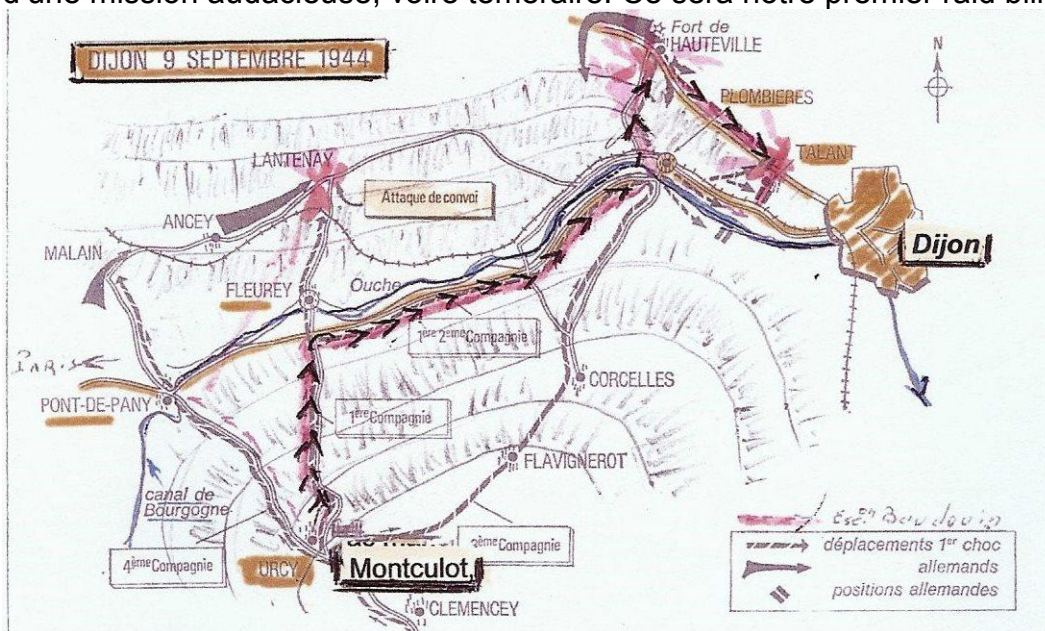 d'une mission audacieuse, voire téméraire. Ce sera notre premier raid
DIJON 9 SEPTEMBRE 1944
Fort de
HAUTEVILLE
N
PLOMBIERES
TALANT
LANTENAY
Attaque de convoi
ANCEY
Dijon
MALAIN
FLEUREY
Ouche
1ère 2ème Compagnie
PARIS
CORCELLES
PONT-DE-PANY
1ère Compagnie
FLAVIGNEROT
canal de
Bourgogne
Baudouin
3ème Compagnie
déplacements 1er choc
4ème Compagnie
URCY
Montculot
allemands
positions allemandes
CLEMENCEY